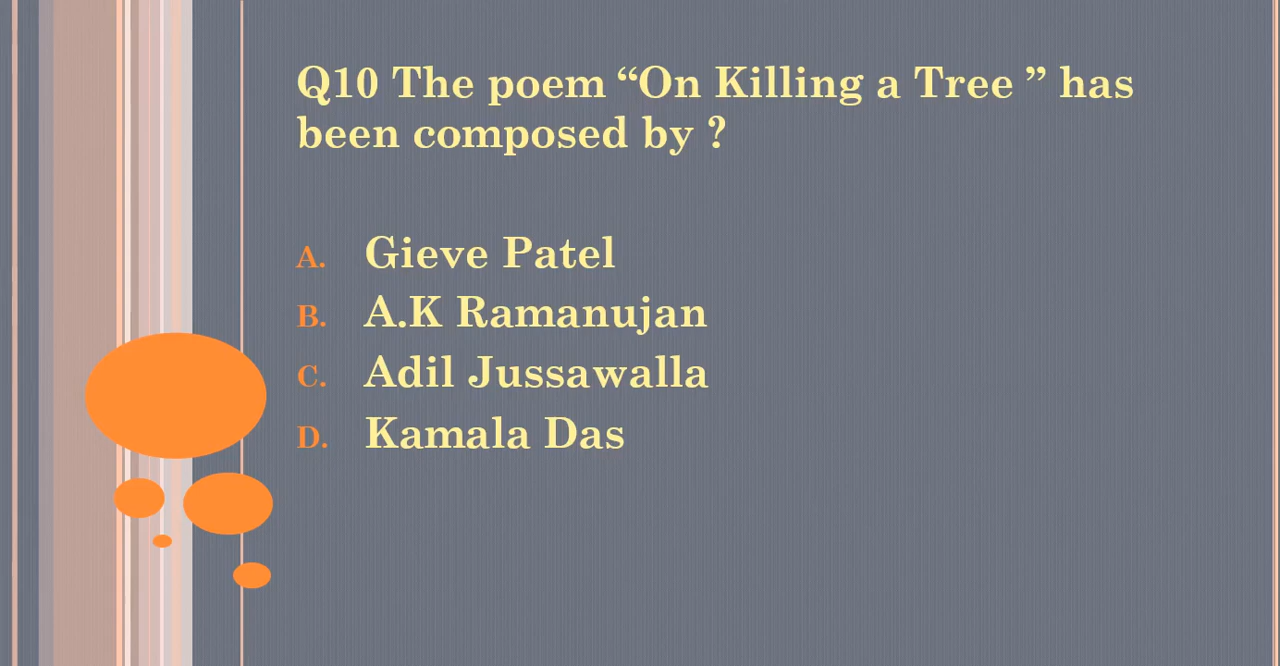 Q10 The poem “On Killing a Tree ” has
been composed by ?
A. Gieve Patel
B. A.K Ramanujan
C. Adil Jussawalla
D. Kamala Das